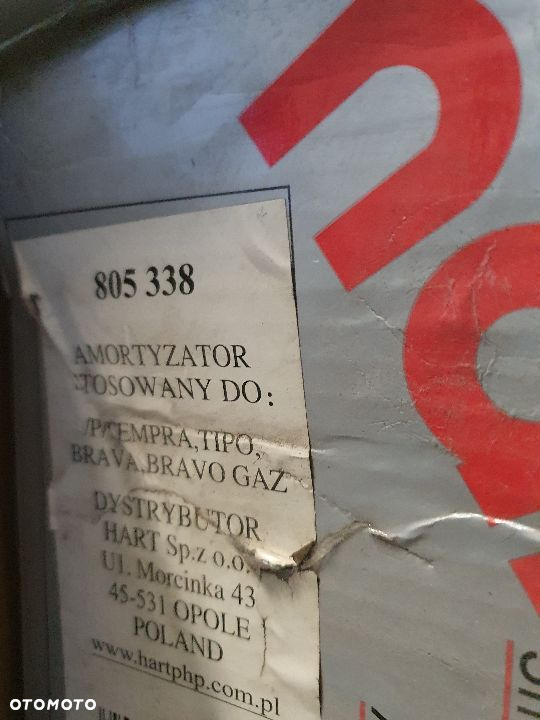 805 338
AMORTYZATOR
STOSOWANY DO:
/P/CEMPRA,TIPO,
BRAVA,BRAVO GAZ
DYSTRYBUTOR
HART Sp.z o.o.
Ul. Morcinka 43
45-531 OPOLE
POLAND
www.hartphp.com.pl
OTOMOTO